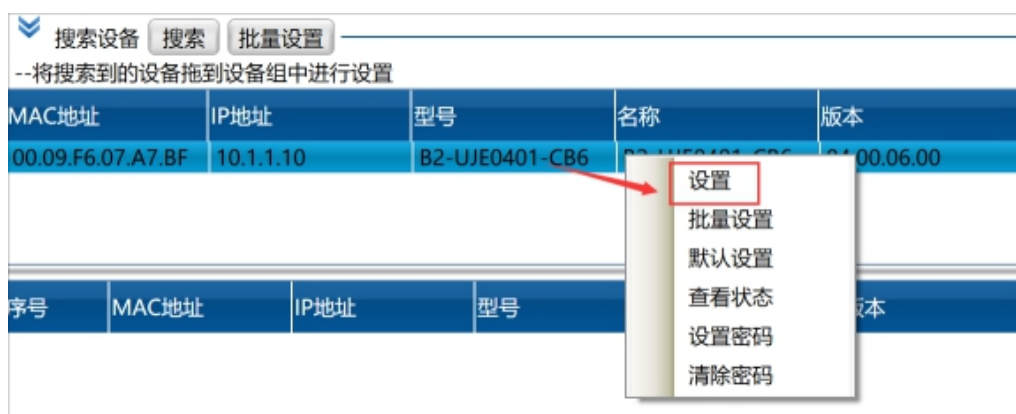 搜索设备 搜索 批量设置
--将搜索到的设备拖到设备组中进行设置
MAC地址 IP地址 型号 名称 版本
00.09.F6.07.A7.BF 10.1.1.10 B2-UJE0401-CB6 00.06.00
设置
批量设置
默认设置
查看状态
设置密码
清除密码
序号 MAC地址 IP地址 型号 版本